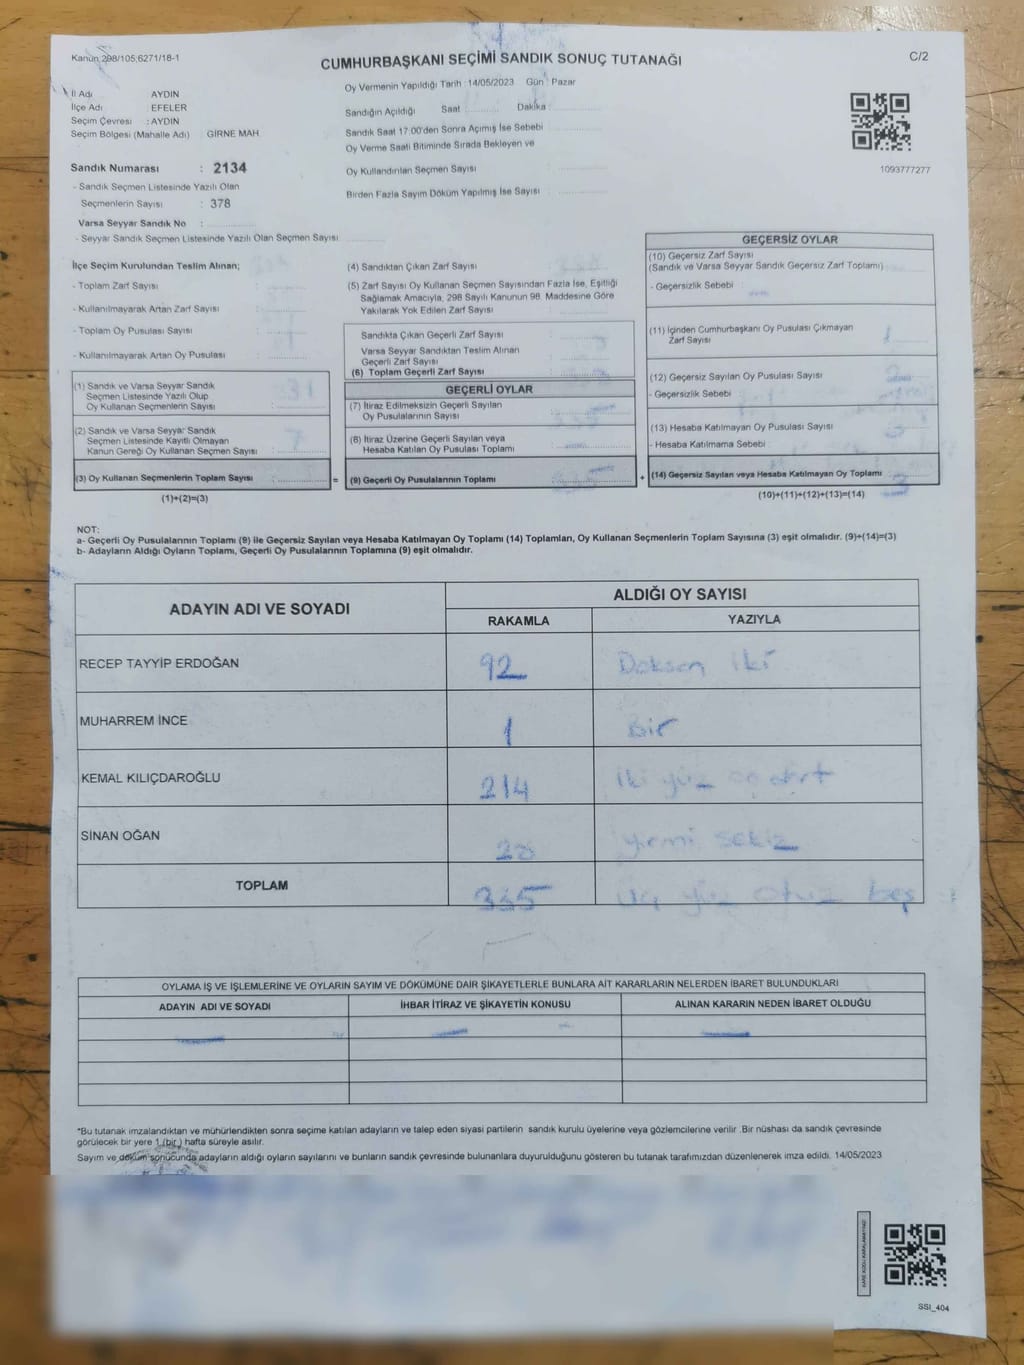 Kanun 298/105;6271/18-1
CUMHURBAŞKANI SEÇİMİ SANDIK SONUÇ TUTANAĞI
C/2
Oy Vermenin Yapıldığı Tarih : 14/05/2023 Gün : Pazar
İl Adı AYDIN
İlçe Adı : EFELER
Seçim Çevresi : AYDIN
Seçim Bölgesi (Mahalle Adı) GİRNE MAH.
Sandığın Açıldığı Saat Dakika
Sandık Saat 17:00'den Sonra Açımış İse Sebebi
Oy Verme Saati Bitiminde Sırada Bekleyen ve
Oy Kullandırılan Seçmen Sayısı
Birden Fazla Sayım Döküm Yapılmış İse Sayısı
1093777277
Sandık Numarası : 2134
- Sandık Seçmen Listesinde Yazılı Olan
Seçmenlerin Sayısı : 378
Varsa Seyyar Sandık No :
- Seyyar Sandık Seçmen Listesinde Yazılı Olan Seçmen Sayısı
İlçe Seçim Kurulundan Teslim Alınan;
- Toplam Zarf Sayısı
- Kullanılmayarak Artan Zarf Sayısı
- Toplam Oy Pusulası Sayısı
- Kullanılmayarak Artan Oy Pusulası
(1) Sandık ve Varsa Seyyar Sandık
Seçmen Listesinde Yazılı Olup
Oy Kullanan Seçmenlerin Sayısı
(2) Sandık ve Varsa Seyyar Sandık
Seçmen Listesinde Kayıtlı Olmayan
Kanun Gereği Oy Kullanan Seçmen Sayısı 7
(3) Oy Kullanan Seçmenlerin Toplam Sayısı =
(1)+(2)=(3)
(4) Sandıktan Çıkan Zarf Sayısı
(5) Zarf Sayısı Oy Kullanan Seçmen Sayısından Fazla İse, Eşitliği
Sağlamak Amacıyla, 298 Sayılı Kanunun 98. Maddesine Göre
Yakılarak Yok Edilen Zarf Sayısı
Sandıkta Çıkan Geçerli Zarf Sayısı
Varsa Seyyar Sandıktan Teslim Alınan
Geçerli Zarf Sayısı
(6) Toplam Geçerli Zarf Sayısı
GEÇERLİ OYLAR
(7) İtiraz Edilmeksizin Geçerli Sayılan
Oy Pusulalarının Sayısı 335
(8) İtiraz Üzerine Geçerli Sayılan veya
Hesaba Katılan Oy Pusulası Toplamı
(9) Geçerli Oy Pusulalarının Toplamı 335 +
GEÇERSİZ OYLAR
(10) Geçersiz Zarf Sayısı
(Sandık ve Varsa Seyyar Sandık Geçersiz Zarf Toplamı)
- Geçersizlik Sebebi
(11) İçinden Cumhurbaşkanı Oy Pusulası Çıkmayan
Zarf Sayısı 1
(12) Geçersiz Sayılan Oy Pusulası Sayısı 2
- Geçersizlik Sebebi
(13) Hesaba Katılmayan Oy Pusulası Sayısı
- Hesaba Katılmama Sebebi
(14) Geçersiz Sayılan veya Hesaba Katılmayan Oy Toplamı 3
(10)+(11)+(12)+(13)=(14)
NOT:
a- Geçerli Oy Pusulalarının Toplamı (9) ile Geçersiz Sayılan veya Hesaba Katılmayan Oy Toplamı (14) Toplamları, Oy Kullanan Seçmenlerin Toplam Sayısına (3) eşit olmalıdır. (9)+(14)=(3)
b- Adayların Aldığı Oyların Toplamı, Geçerli Oy Pusulalarının Toplamına (9) eşit olmalıdır.
ADAYIN ADI VE SOYADI
ALDIĞI OY SAYISI
RAKAMLA YAZIYLA
RECEP TAYYİP ERDOĞAN 92 Doksan iki
MUHARREM İNCE 1 Bir
KEMAL KILIÇDAROĞLU 214 iki yüz on dört
SİNAN OĞAN 28 yirmi sekiz
TOPLAM 335 üç yüz otuz beş
OYLAMA İŞ VE İŞLEMLERİNE VE OYLARIN SAYIM VE DÖKÜMÜNE DAİR ŞİKAYETLERLE BUNLARA AİT KARARLARIN NELERDEN İBARET BULUNDUKLARI
ADAYIN ADI VE SOYADI İHBAR İTİRAZ VE ŞİKAYETİN KONUSU ALINAN KARARIN NEDEN İBARET OLDUĞU
*Bu tutanak imzalandıktan ve mühürlendikten sonra seçime katılan adayların ve talep eden siyasi partilerin sandık kurulu üyelerine veya gözlemcilerine verilir .Bir nüshası da sandık çevresinde
görülecek bir yere 1 (bir ) hafta süreyle asılır.
Sayım ve döküm sonucunda adayların aldığı oyların sayılarını ve bunların sandık çevresinde bulunanlara duyurulduğunu gösteren bu tutanak tarafımızdan düzenlenerek imza edildi. 14/05/2023
KARE KODU KARALAMAYINIZ
SSI_404